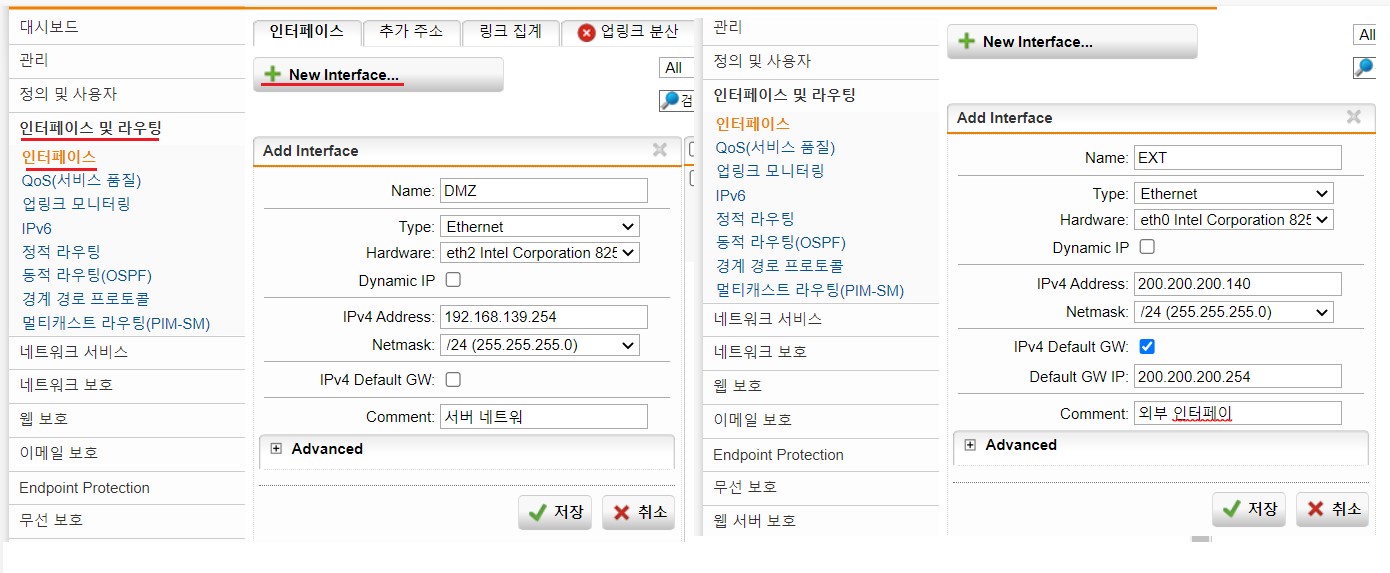 대시보드
관리
정의 및 사용자
인터페이스 및 라우팅
인터페이스
QoS(서비스 품질)
업링크 모니터링
IPv6
정적 라우팅
동적 라우팅(OSPF)
경계 경로 프로토콜
멀티캐스트 라우팅(PIM-SM)
네트워크 서비스
네트워크 보호
웹 보호
이메일 보호
Endpoint Protection
무선 보호
인터페이스 추가 주소 링크 집계 업링크 분산
New Interface...
All
검
Add Interface
Name: DMZ
Type: Ethernet
Hardware: eth2 Intel Corporation 825
Dynamic IP
IPv4 Address: 192.168.139.254
Netmask: /24 (255.255.255.0)
IPv4 Default GW:
Comment: 서버 네트워
Advanced
저장 취소
관리
정의 및 사용자
인터페이스 및 라우팅
인터페이스
QoS(서비스 품질)
업링크 모니터링
IPv6
정적 라우팅
동적 라우팅(OSPF)
경계 경로 프로토콜
멀티캐스트 라우팅(PIM-SM)
네트워크 서비스
네트워크 보호
웹 보호
이메일 보호
Endpoint Protection
무선 보호
웹 서버 보호
New Interface...
All
Add Interface
Name: EXT
Type: Ethernet
Hardware: eth0 Intel Corporation 825
Dynamic IP
IPv4 Address: 200.200.200.140
Netmask: /24 (255.255.255.0)
IPv4 Default GW:
Default GW IP: 200.200.200.254
Comment: 외부 인터페이
Advanced
저장 취소